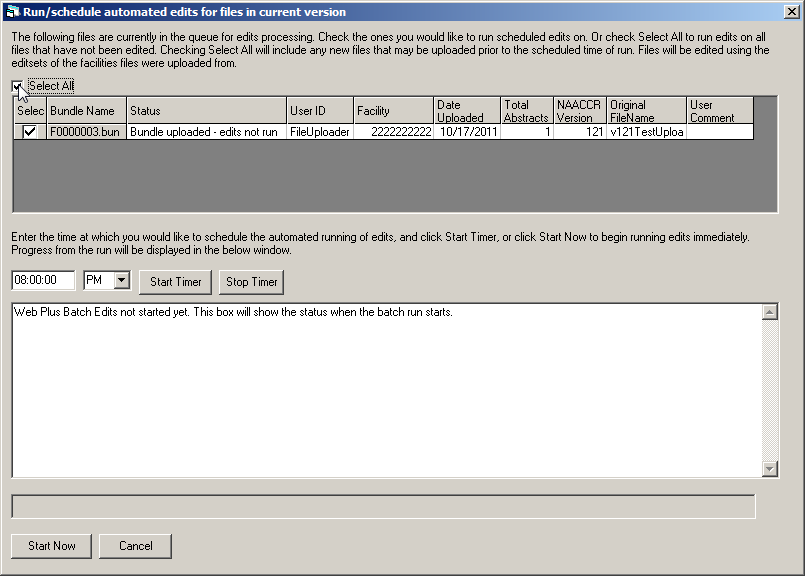 Run/schedule automated edits for files in current version
The following files are currently in the queue for edits processing. Check the ones you would like to run scheduled edits on. Or check Select All to run edits on all
files that have not been edited. Checking Select All will include any new files that may be uploaded prior to the scheduled time of run. Files will be edited using the
editsets of the facilities files were uploaded from.
Select All
Selec Bundle Name Status User ID Facility Date Uploaded Total Abstracts NAACCR Version Original FileName User Comment
F0000003.bun Bundle uploaded - edits not run FileUploader 2222222222 10/17/2011 1 121 v121TestUploa
Enter the time at which you would like to schedule the automated running of edits, and click Start Timer, or click Start Now to begin running edits immediately.
Progress from the run will be displayed in the below window.
08:00:00 PM Start Timer Stop Timer
Web Plus Batch Edits not started yet. This box will show the status when the batch run starts.
Start Now Cancel